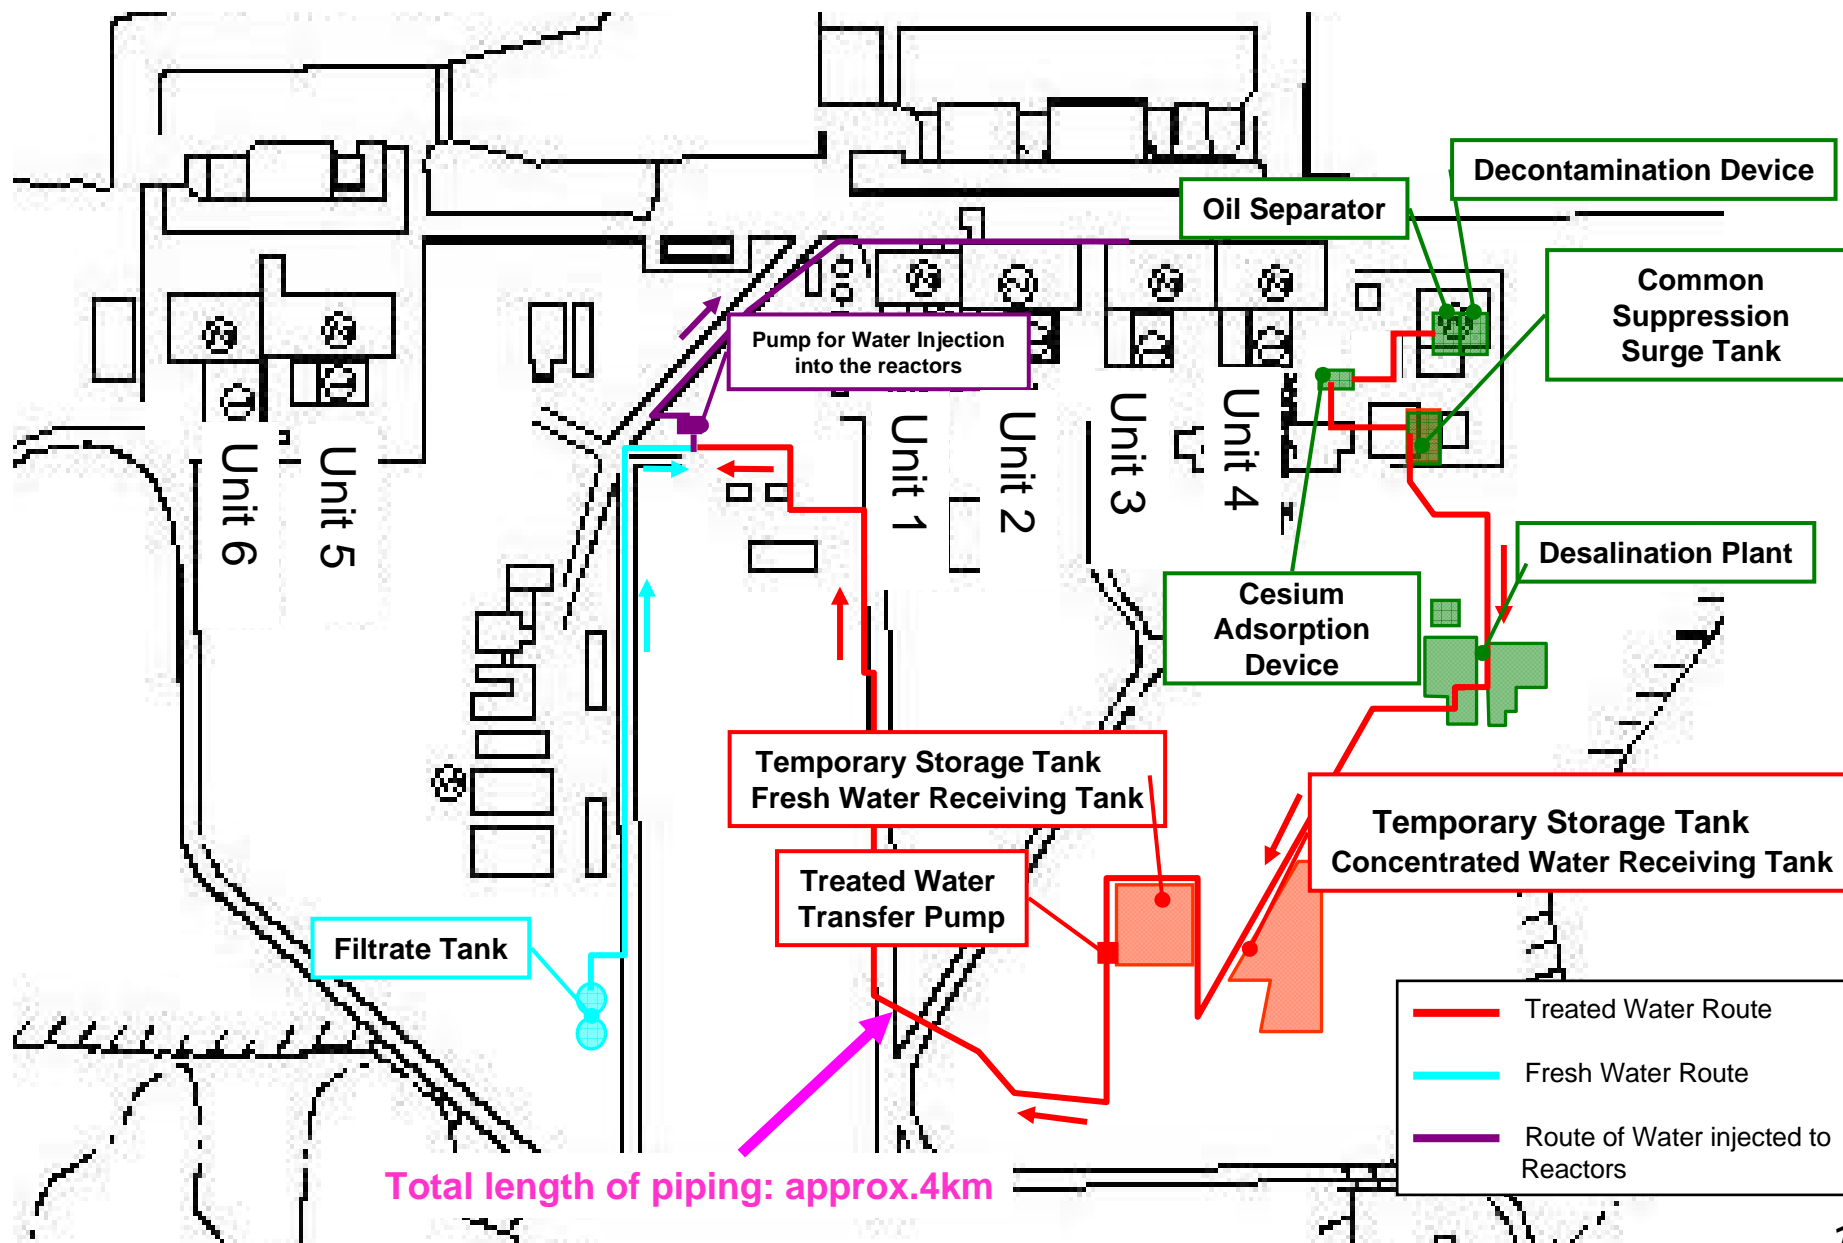 Decontamination Device
Oil Separator
Common
Suppression
Surge Tank
Pump for Water Injection
into the reactors
Unit 6
Unit 5
Unit 1
Unit 2
Unit 3
Unit 4
Desalination Plant
Cesium
Adsorption
Device
Temporary Storage Tank
Fresh Water Receiving Tank
Temporary Storage Tank
Concentrated Water Receiving Tank
Treated Water
Transfer Pump
Filtrate Tank
Treated Water Route
Fresh Water Route
Route of Water injected to
Reactors
Total length of piping: approx.4km